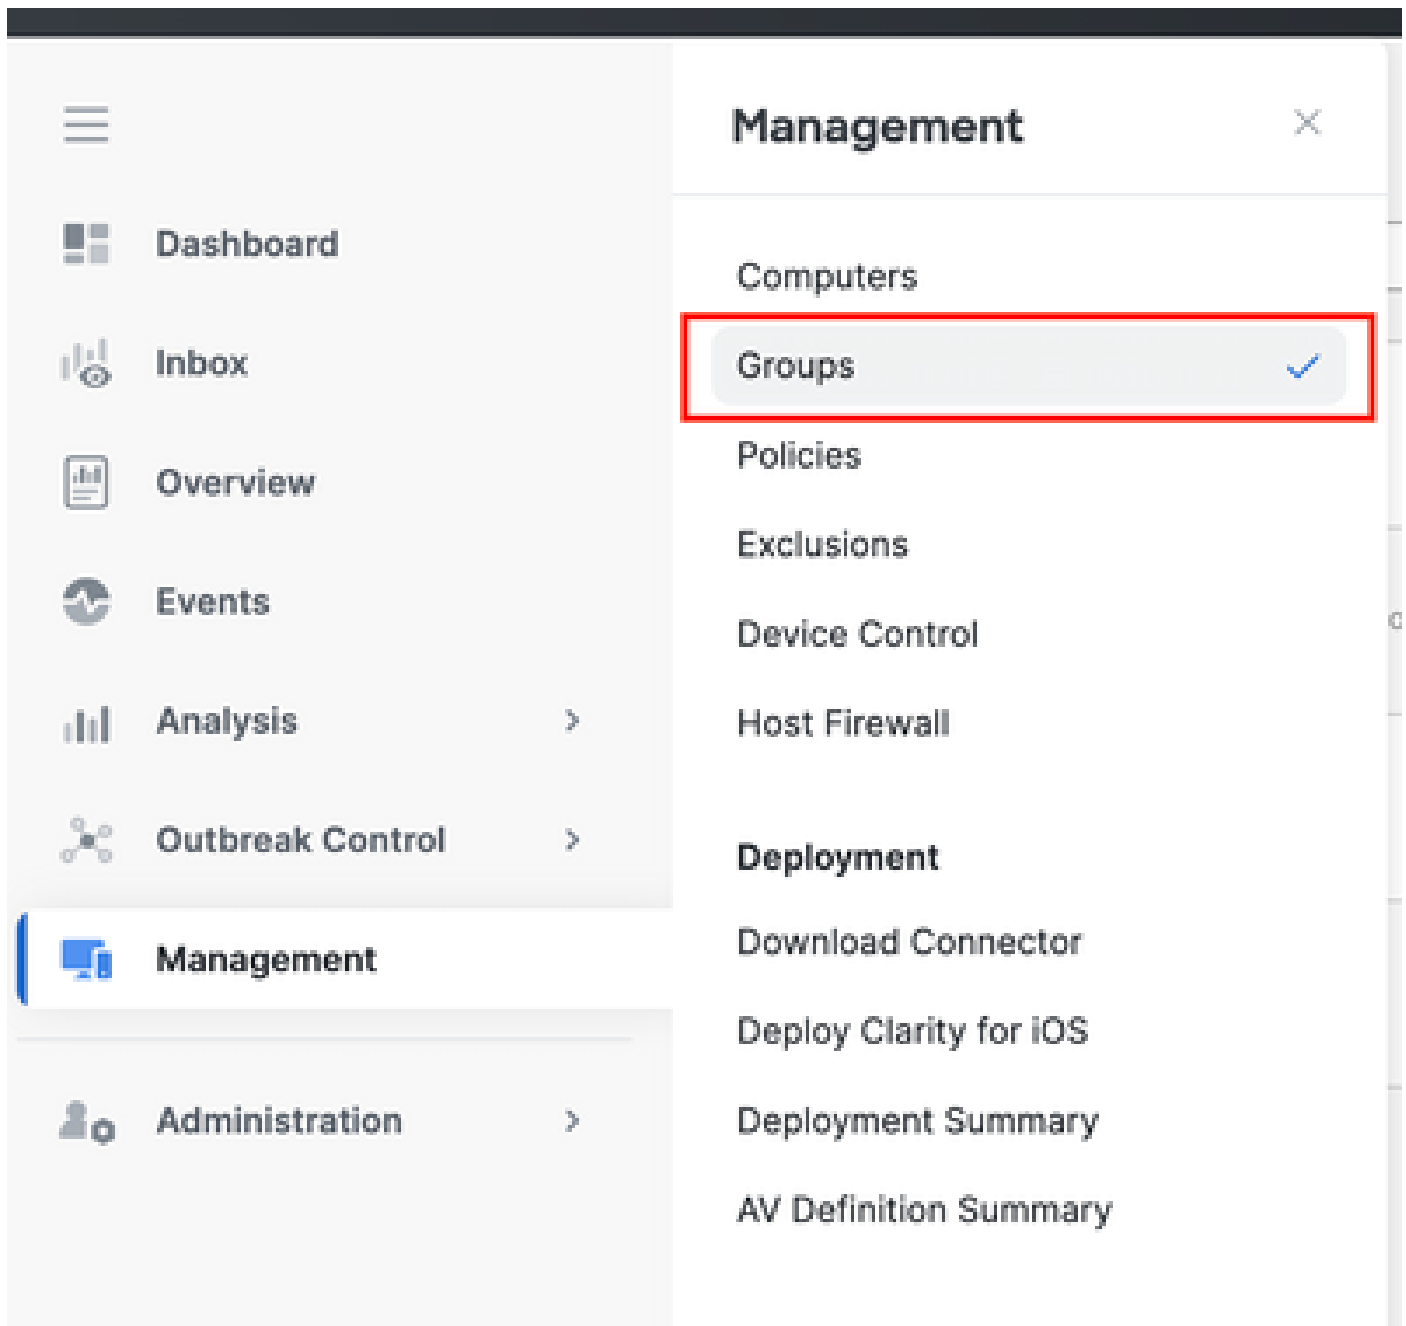 Dashboard
Inbox
Overview
Events
Analysis
Outbreak Control
Management
Administration
Management
Computers
Groups
Policies
Exclusions
Device Control
Host Firewall
Deployment
Download Connector
Deploy Clarity for iOS
Deployment Summary
AV Definition Summary